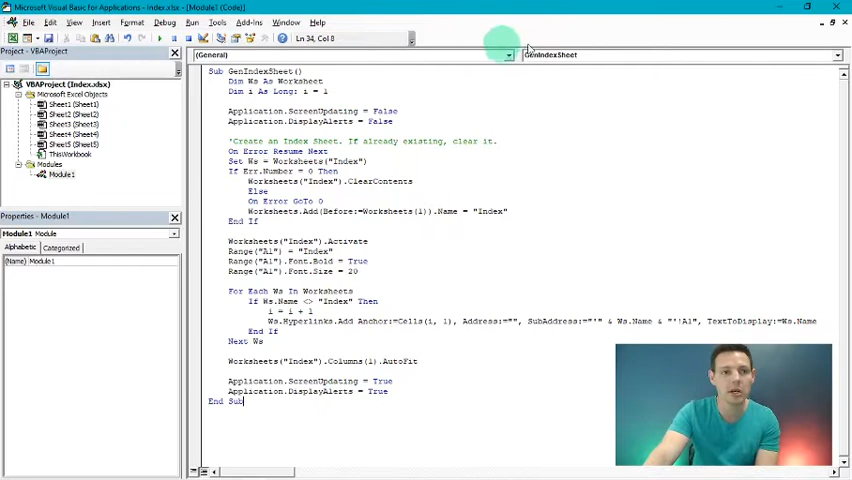 Microsoft Visual Basic for Applications - Index.xlsx - [Module1 (Code)]
File Edit View Insert Format Debug Run Tools Add-Ins Window Help
Ln 34, Col 8
Project - VBAProject
(General)
GenIndexSheet
VBAProject (Index.xlsx)
Microsoft Excel Objects
Sheet1 (Sheet1)
Sheet2 (Sheet2)
Sheet3 (Sheet3)
Sheet4 (Sheet4)
Sheet5 (Sheet5)
ThisWorkbook
Modules
Module1
Properties - Module1
Module1 Module
Alphabetic Categorized
(Name) Module1
Sub GenIndexSheet()
Dim Ws As Worksheet
Dim i As Long: i = 1
Application.ScreenUpdating = False
Application.DisplayAlerts = False
'Create an Index Sheet. If already existing, clear it.
On Error Resume Next
Set Ws = Worksheets("Index")
If Err.Number = 0 Then
Worksheets("Index").ClearContents
Else
On Error GoTo 0
Worksheets.Add(Before:=Worksheets(1)).Name = "Index"
End If
Worksheets("Index").Activate
Range("A1") = "Index"
Range("A1").Font.Bold = True
Range("A1").Font.Size = 20
For Each Ws In Worksheets
If Ws.Name <> "Index" Then
i = i + 1
Ws.Hyperlinks.Add Anchor:=Cells(i, 1), Address:="", SubAddress:="'" & Ws.Name & "'!A1", TextToDisplay:=Ws.Name
End If
Next Ws
Worksheets("Index").Columns(1).AutoFit
Application.ScreenUpdating = True
Application.DisplayAlerts = True
End Sub